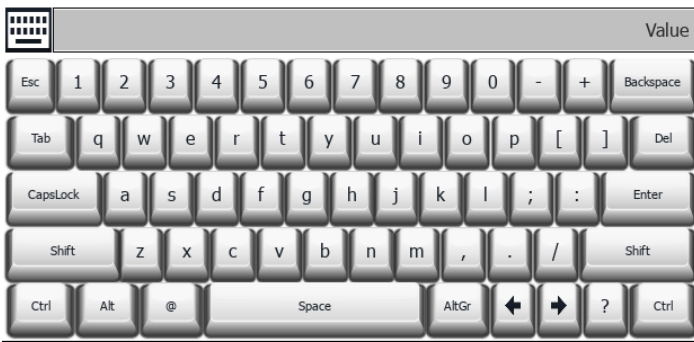 Value
Esc 1 2 3 4 5 6 7 8 9 0 - + Backspace
Tab q w e r t y u i o p [ ] Del
CapsLock a s d f g h j k l ; : Enter
Shift z x c v b n m , . / Shift
Ctrl Alt @ Space AltGr 🡸 🡺 ? Ctrl